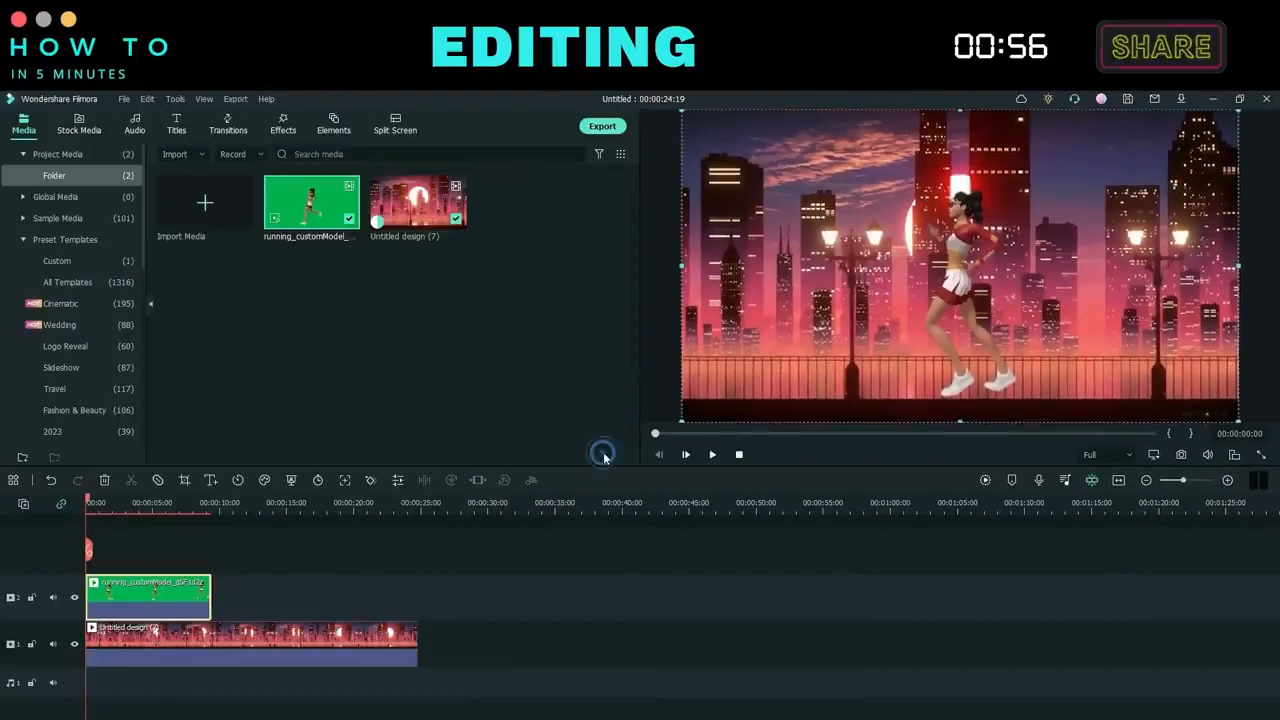 HOW TO
IN 5 MINUTES
EDITING
00:56
SHARE
Wondershare Filmora
File Edit Tools View Export Help
Untitled : 00:00:24:19
Media Stock Media Audio Titles Transitions Effects Elements Split Screen
Export
Project Media (2)
Folder (2)
Global Media (0)
Sample Media (101)
Preset Templates
Custom (1)
All Templates (1316)
HOT Cinematic (195)
HOT Wedding (88)
Logo Reveal (60)
Slideshow (87)
Travel (117)
Fashion & Beauty (106)
2023 (39)
Import Record Search media
Import Media
running_customModel_...
Untitled design (7)
{ } 00:00:00:00
Full
00:00 00:00:05:00 00:00:10:00 00:00:15:00 00:00:20:00 00:00:25:00 00:00:30:00 00:00:35:00 00:00:40:00 00:00:45:00 00:00:50:00 00:00:55:00 00:01:00:00 00:01:05:00 00:01:10:00 00:01:15:00 00:01:20:00 00:01:25:00
2
running_customModel_
1
Untitled design (7)
1